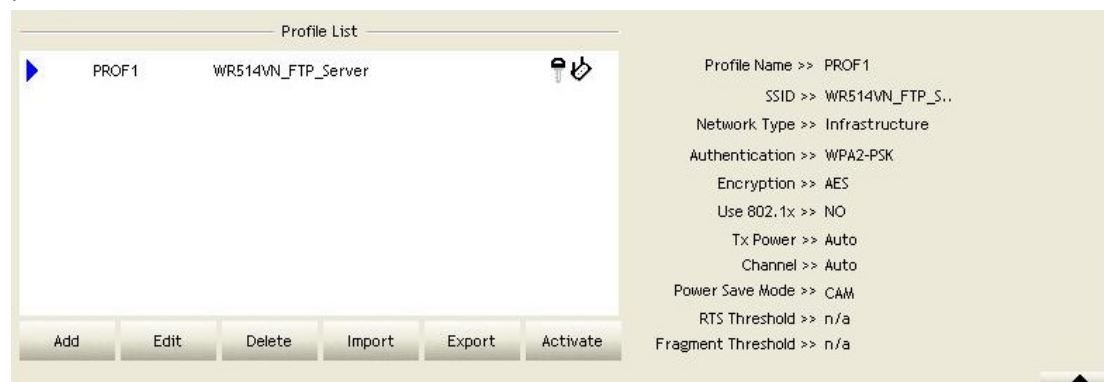 Profile List
PROF1 WR514VN_FTP_Server
Add Edit Delete Import Export Activate
Profile Name >> PROF1
SSID >> WR514VN_FTP_S..
Network Type >> Infrastructure
Authentication >> WPA2-PSK
Encryption >> AES
Use 802.1x >> NO
Tx Power >> Auto
Channel >> Auto
Power Save Mode >> CAM
RTS Threshold >> n/a
Fragment Threshold >> n/a